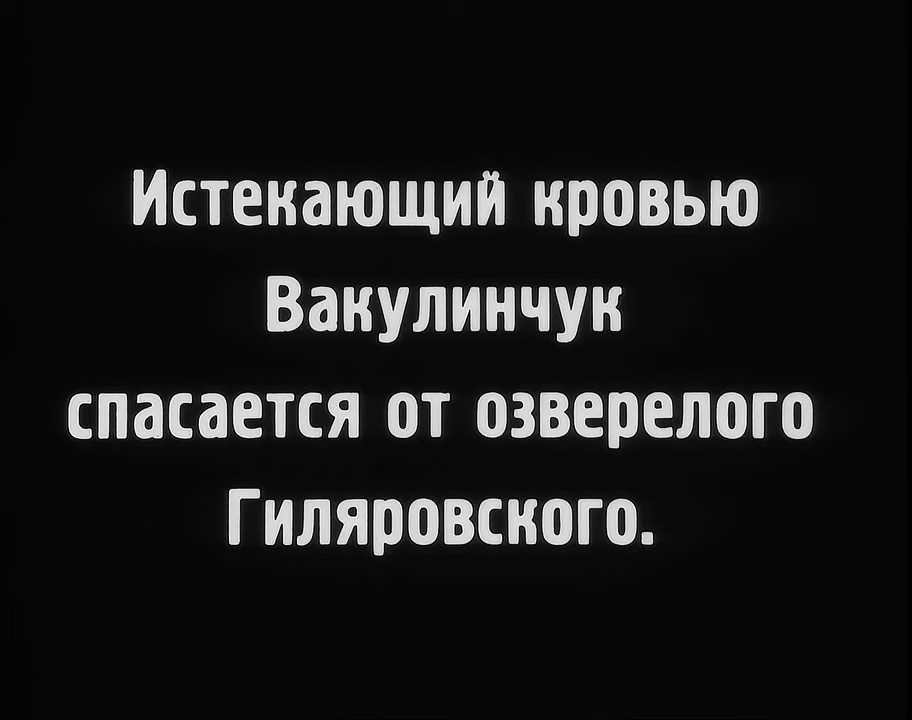 Истекающий кровью
Вакулинчук
спасается от озверелого
Гиляровского.